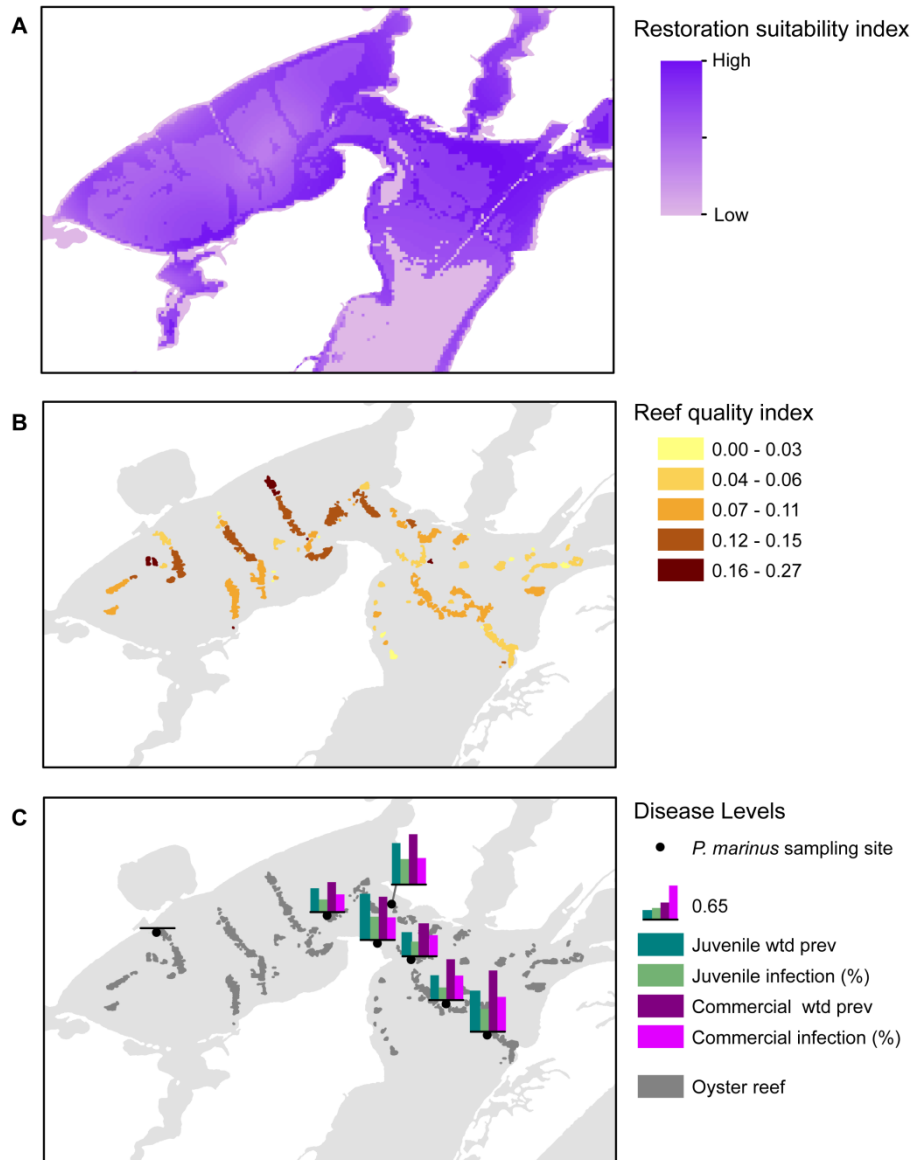 A
Restoration suitability index
High
Low
B
Reef quality index
0.00 - 0.03
0.04 - 0.06
0.07 - 0.11
0.12 - 0.15
0.16 - 0.27
C
Disease Levels
P. marinus sampling site
0.65
Juvenile wtd prev
Juvenile infection (%)
Commercial wtd prev
Commercial infection (%)
Oyster reef